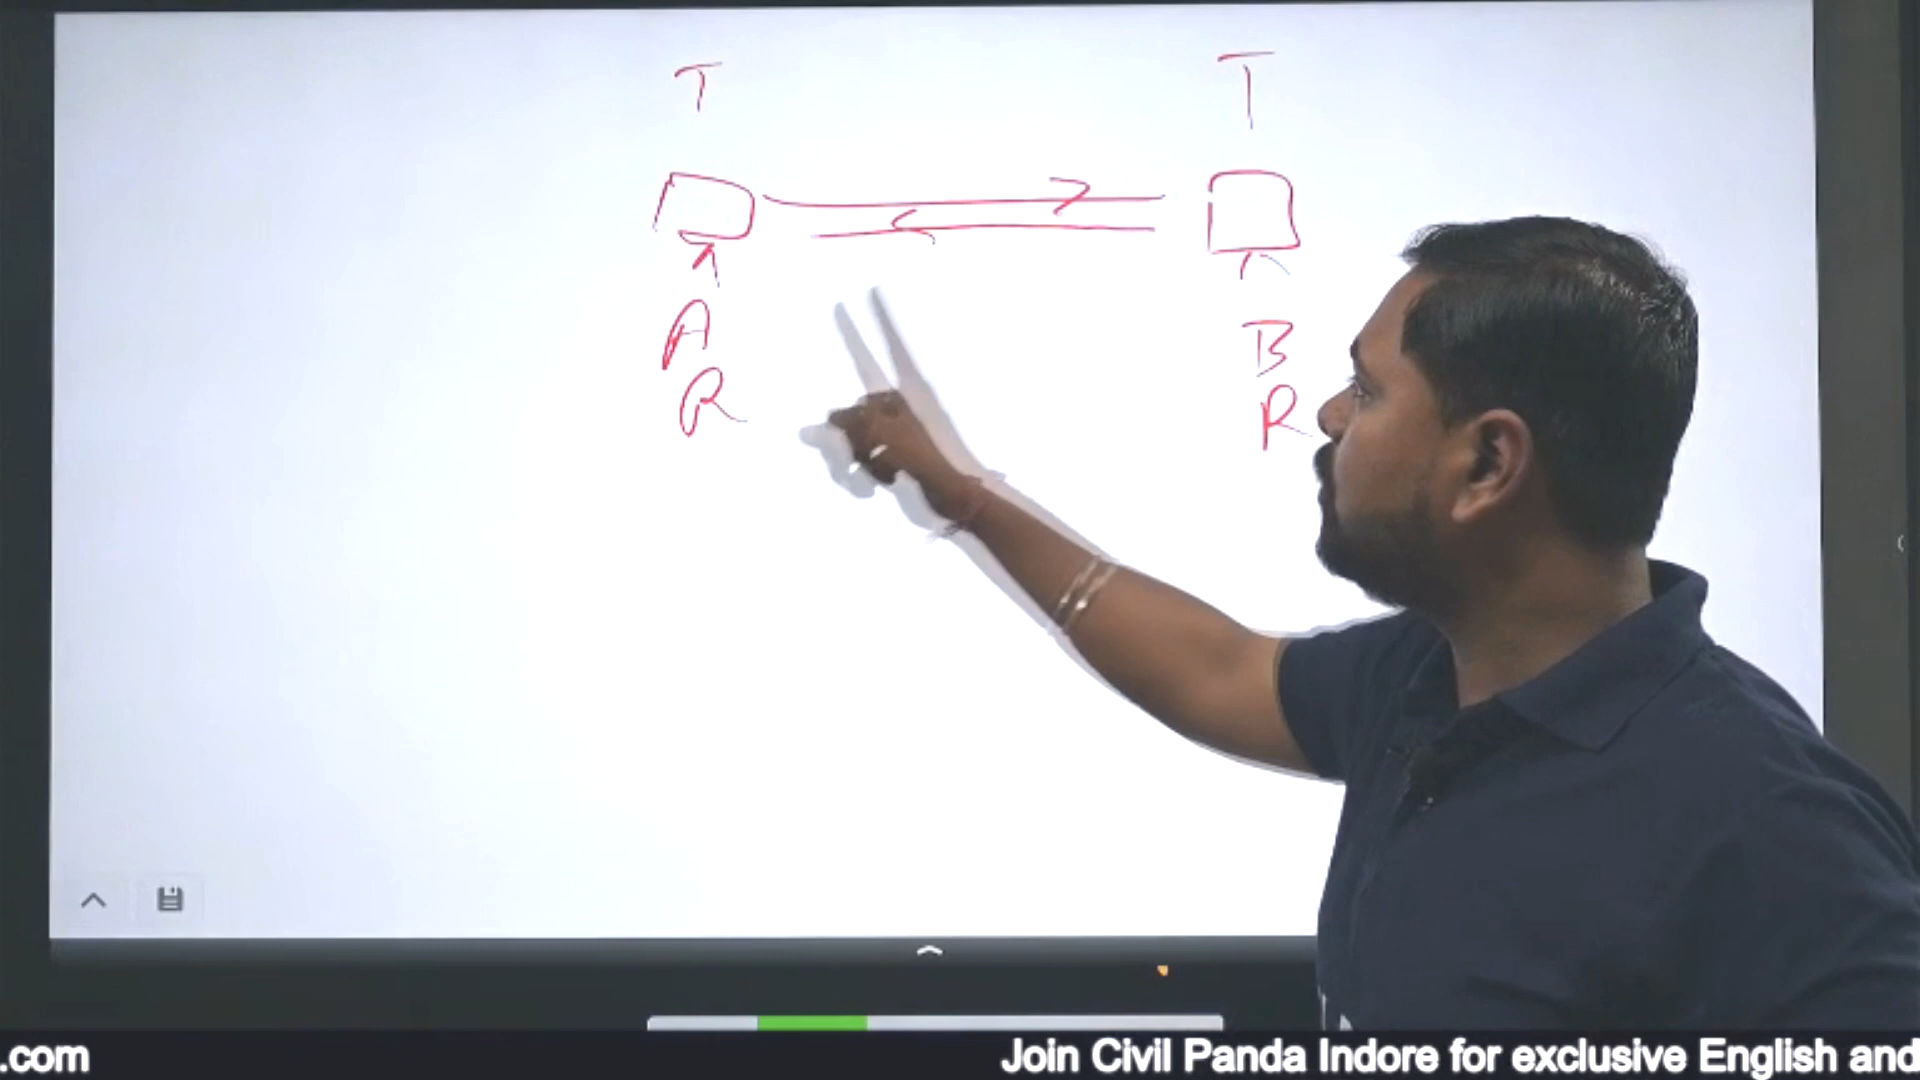 T T
A B
R R
.com Join Civil Panda Indore for exclusive English and